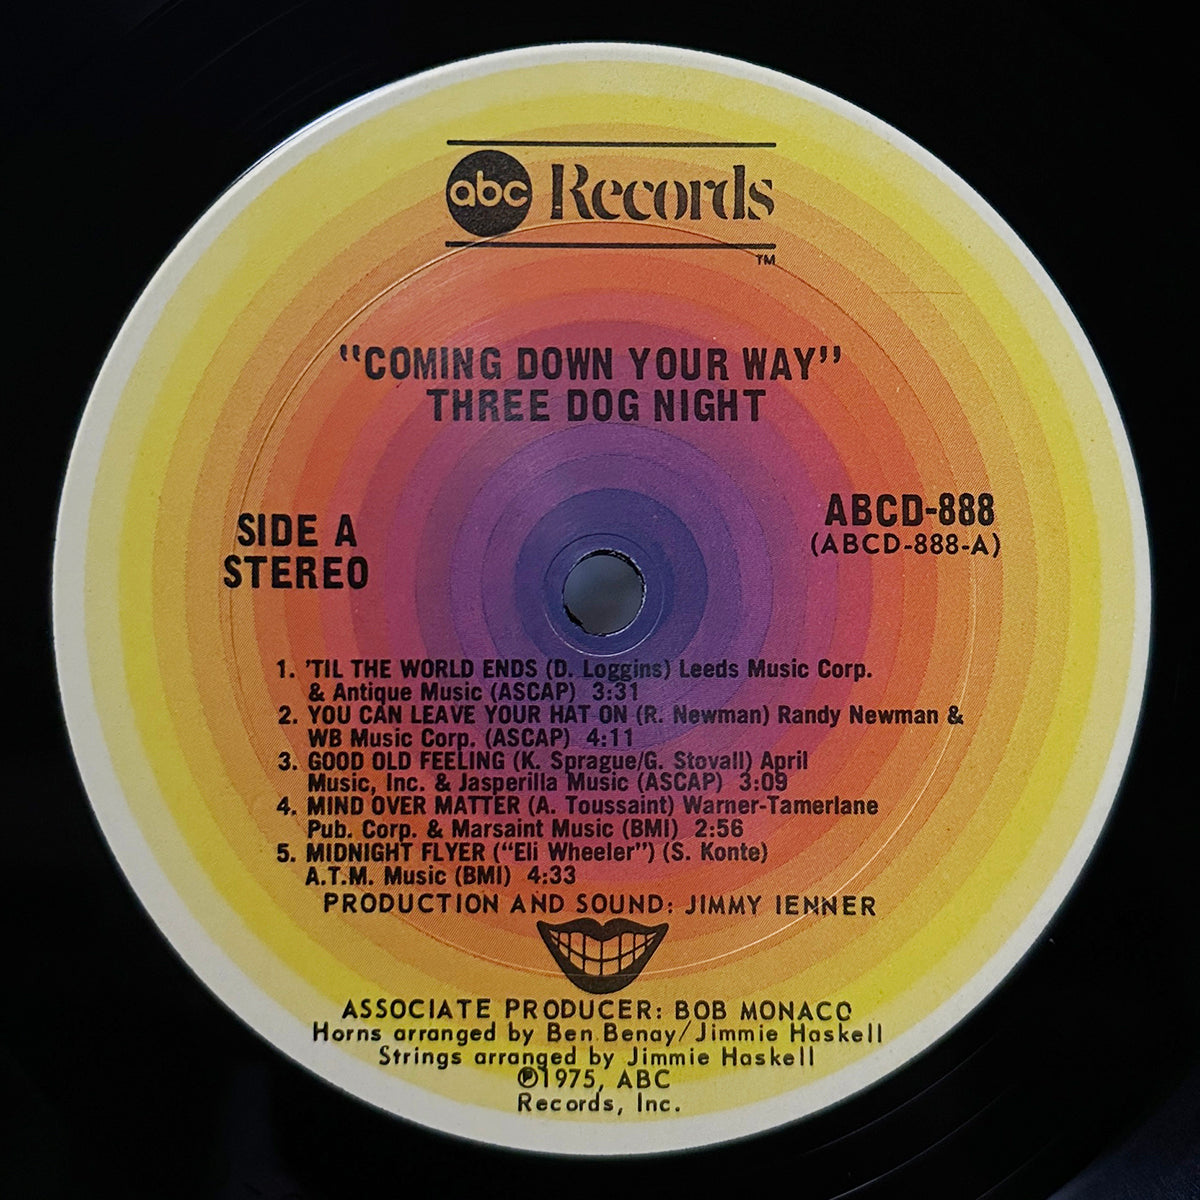 abc Records
TM
"COMING DOWN YOUR WAY"
THREE DOG NIGHT
SIDE A
STEREO
ABCD-888
(ABCD-888-A)
1. 'TIL THE WORLD ENDS (D. Loggins) Leeds Music Corp.
& Antique Music (ASCAP) 3:31
2. YOU CAN LEAVE YOUR HAT ON (R. Newman) Randy Newman &
WB Music Corp. (ASCAP) 4:11
3. GOOD OLD FEELING (K. Sprague/G. Stovall) April
Music, Inc. & Jasperilla Music (ASCAP) 3:09
4. MIND OVER MATTER (A. Toussaint) Warner-Tamerlane
Pub. Corp. & Marsaint Music (BMI) 2:56
5. MIDNIGHT FLYER ("Eli Wheeler") (S. Konte)
A.T.M. Music (BMI) 4:33
PRODUCTION AND SOUND: JIMMY IENNER
ASSOCIATE PRODUCER: BOB MONACO
Horns arranged by Ben Benay/Jimmie Haskell
Strings arranged by Jimmie Haskell
℗1975, ABC
Records, Inc.